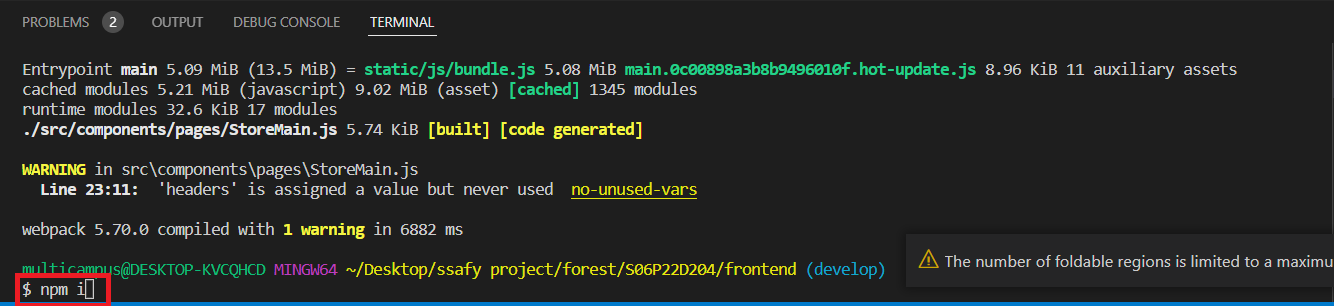 PROBLEMS 2 OUTPUT DEBUG CONSOLE TERMINAL
Entrypoint main 5.09 MiB (13.5 MiB) = static/js/bundle.js 5.08 MiB main.0c00898a3b8b9496010f.hot-update.js 8.96 KiB 11 auxiliary assets
cached modules 5.21 MiB (javascript) 9.02 MiB (asset) [cached] 1345 modules
runtime modules 32.6 KiB 17 modules
./src/components/pages/StoreMain.js 5.74 KiB [built] [code generated]
WARNING in src\components\pages\StoreMain.js
Line 23:11: 'headers' is assigned a value but never used no-unused-vars
webpack 5.70.0 compiled with 1 warning in 6882 ms
multicampus@DESKTOP-KVCQHCD MINGW64 ~/Desktop/ssafy project/forest/S06P22D204/frontend (develop)
The number of foldable regions is limited to a maximu
$ npm i